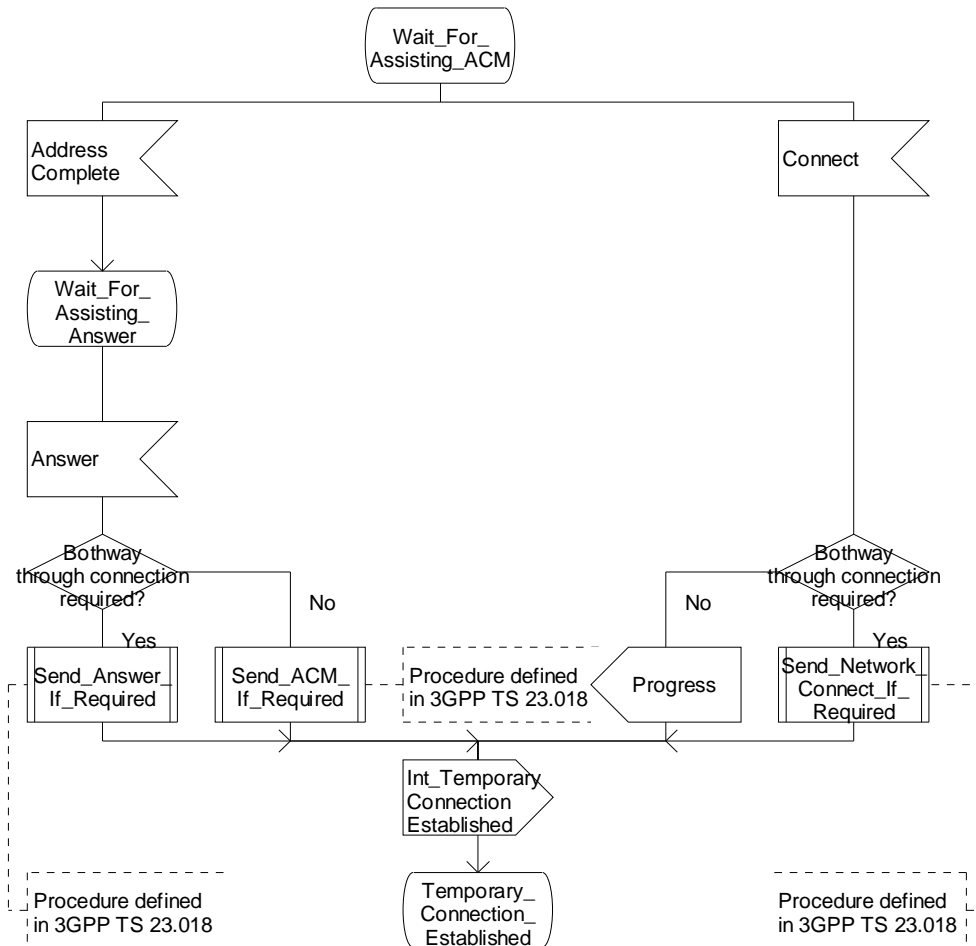 Wait_For_
Assisting_ACM
Address
Complete
Connect
Wait_For_
Assisting_
Answer
Answer
Bothway
through connection
required?
No
Yes
Bothway
through connection
required?
No
Yes
Send_Answer_
If_Required
Send_ACM_
If_Required
Procedure defined
in 3GPP TS 23.018
Progress
Send_Network_
Connect_If_
Required
Int_Temporary
Connection
Established
Procedure defined
in 3GPP TS 23.018
Temporary_
Connection_
Established
Procedure defined
in 3GPP TS 23.018